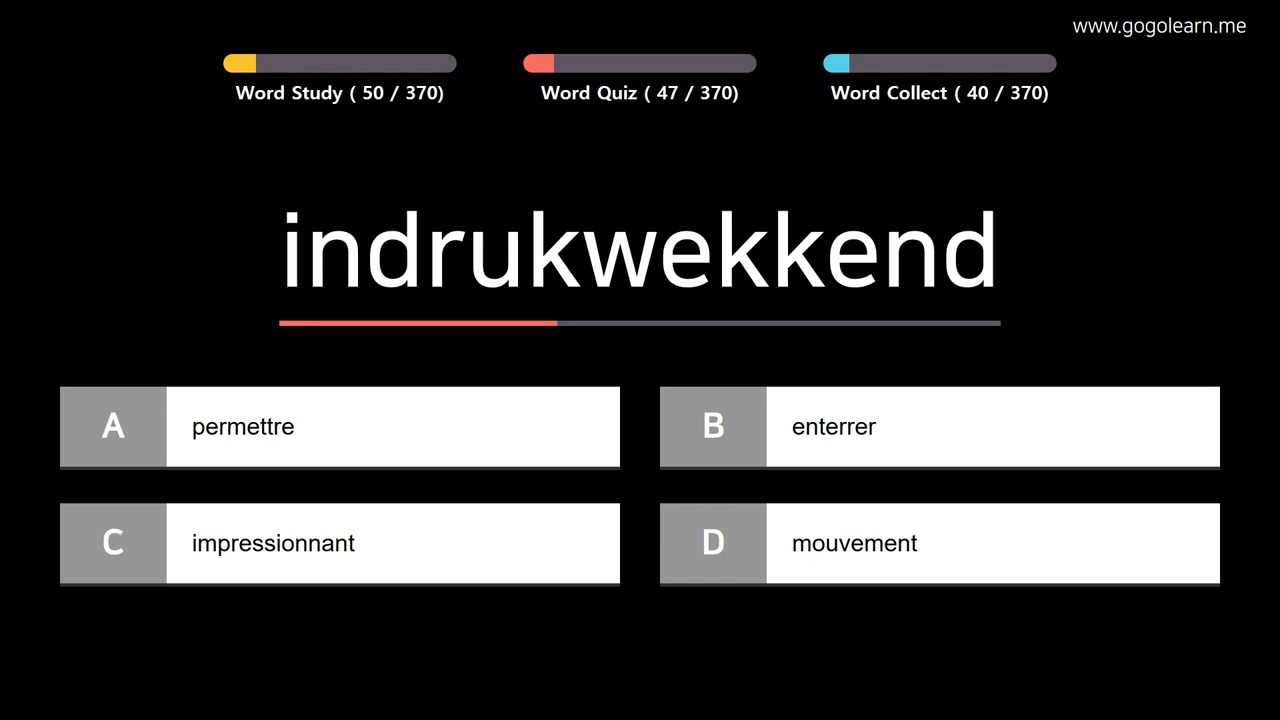 www.gogolearn.me
Word Study ( 50 / 370)
Word Quiz ( 47 / 370)
Word Collect ( 40 / 370)
indrukwekkend
A permettre
B enterrer
C impressionnant
D mouvement